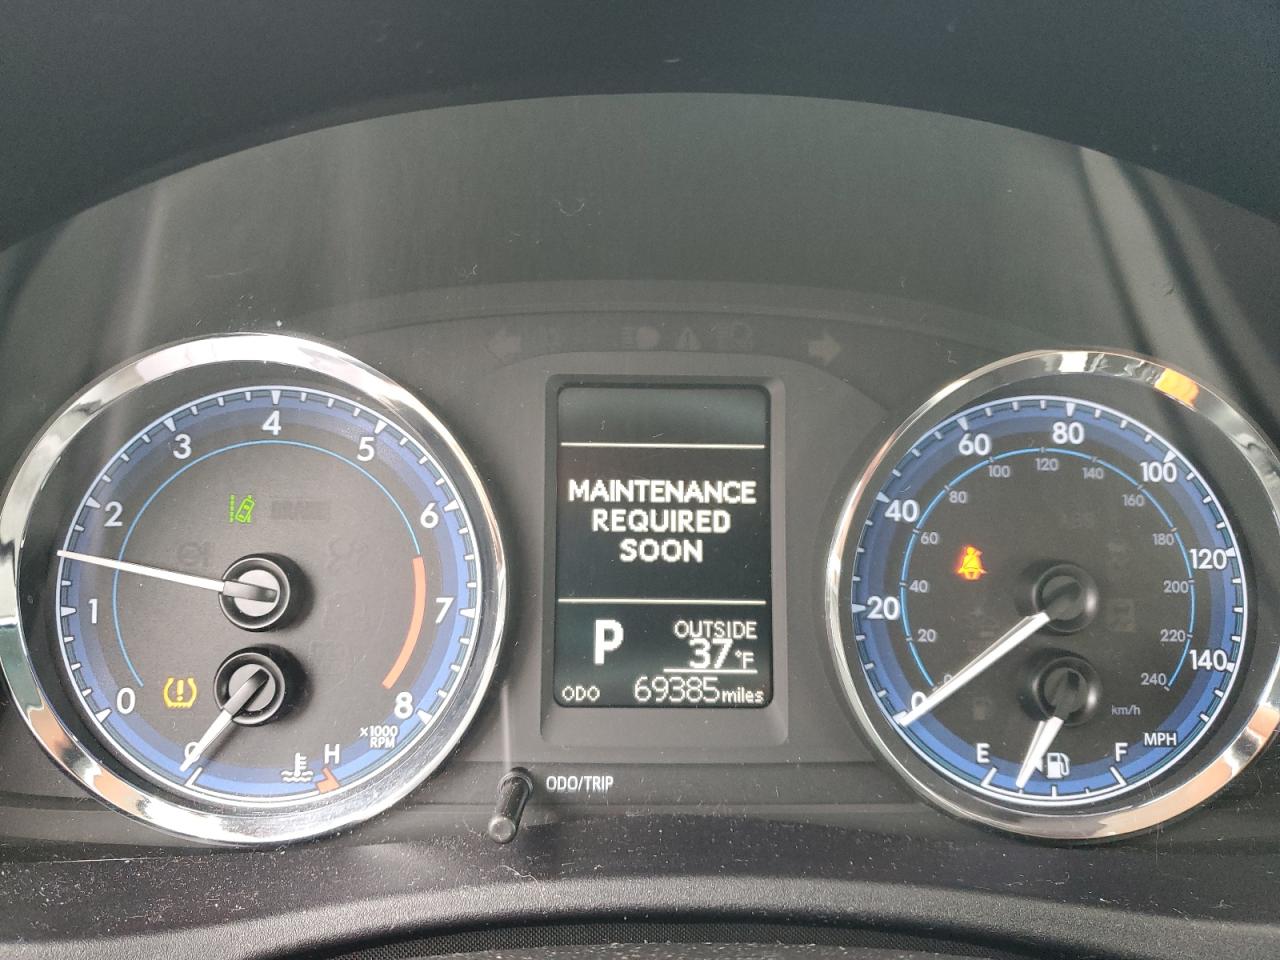 MAINTENANCE
REQUIRED
SOON
P
OUTSIDE
37°F
ODO 69385 miles
ODO/TRIP
0 1 2 3 4 5 6 7 8
x1000
RPM
C H
0 20 40 60 80 100 120 140
MPH
20 40 60 80 100 120 140 160 180 200 220 240
km/h
E F